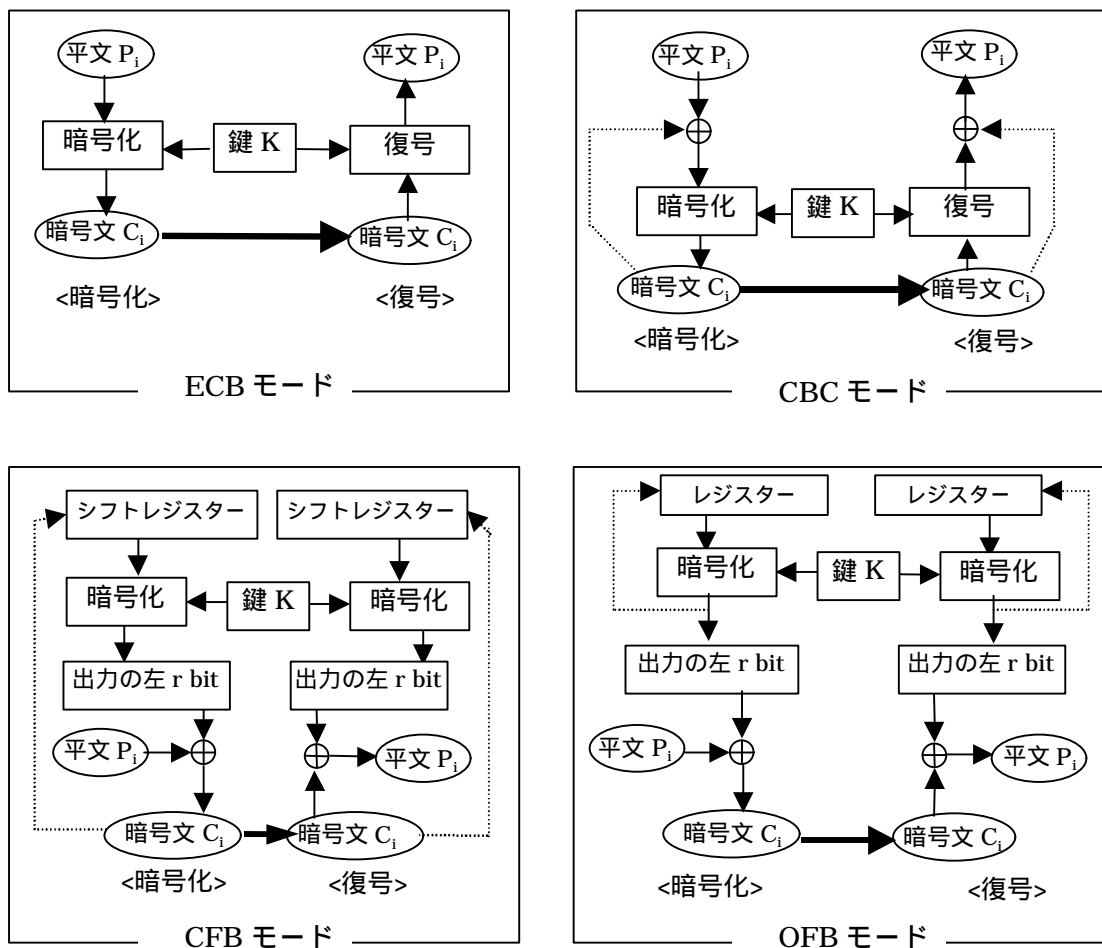 平文 Pi
平文 Pi
暗号化
鍵 K
復号
暗号文 Ci
暗号文 Ci
<暗号化>
<復号>
ECB モード
平文 Pi
平文 Pi
暗号化
鍵 K
復号
暗号文 Ci
暗号文 Ci
<暗号化>
<復号>
CBC モード
シフトレジスター
シフトレジスター
暗号化
鍵 K
暗号化
出力の左 r bit
出力の左 r bit
平文 Pi
平文 Pi
暗号文 Ci
暗号文 Ci
<暗号化>
<復号>
CFB モード
レジスター
レジスター
暗号化
鍵 K
暗号化
出力の左 r bit
出力の左 r bit
平文 Pi
平文 Pi
暗号文 Ci
暗号文 Ci
<暗号化>
<復号>
OFB モード